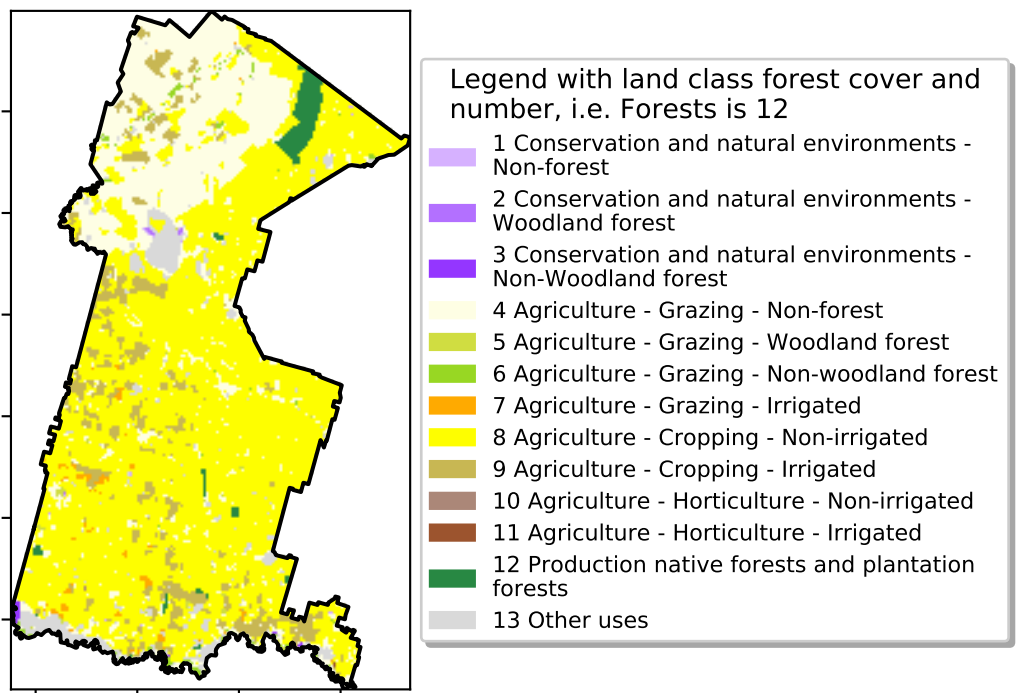 Legend with land class forest cover and
number, i.e. Forests is 12
1 Conservation and natural environments -
Non-forest
2 Conservation and natural environments -
Woodland forest
3 Conservation and natural environments -
Non-Woodland forest
4 Agriculture - Grazing - Non-forest
5 Agriculture - Grazing - Woodland forest
6 Agriculture - Grazing - Non-woodland forest
7 Agriculture - Grazing - Irrigated
8 Agriculture - Cropping - Non-irrigated
9 Agriculture - Cropping - Irrigated
10 Agriculture - Horticulture - Non-irrigated
11 Agriculture - Horticulture - Irrigated
12 Production native forests and plantation
forests
13 Other uses